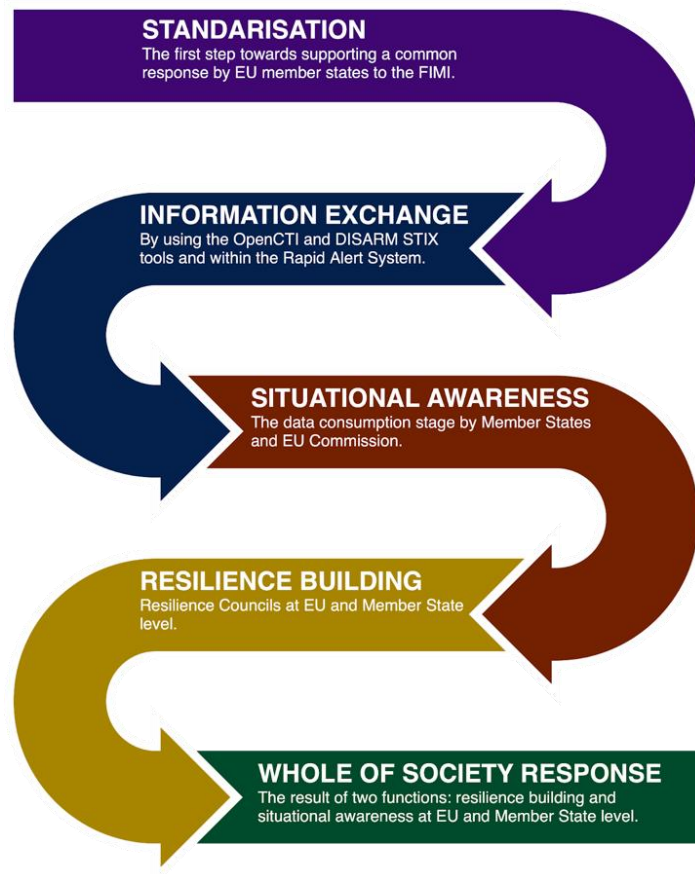 STANDARISATION
The first step towards supporting a common
response by EU member states to the FIMI.
INFORMATION EXCHANGE
By using the OpenCTI and DISARM STIX
tools and within the Rapid Alert System.
SITUATIONAL AWARENESS
The data consumption stage by Member States
and EU Commission.
RESILIENCE BUILDING
Resilience Councils at EU and Member State
level.
WHOLE OF SOCIETY RESPONSE
The result of two functions: resilience building and
situational awareness at EU and Member State level.